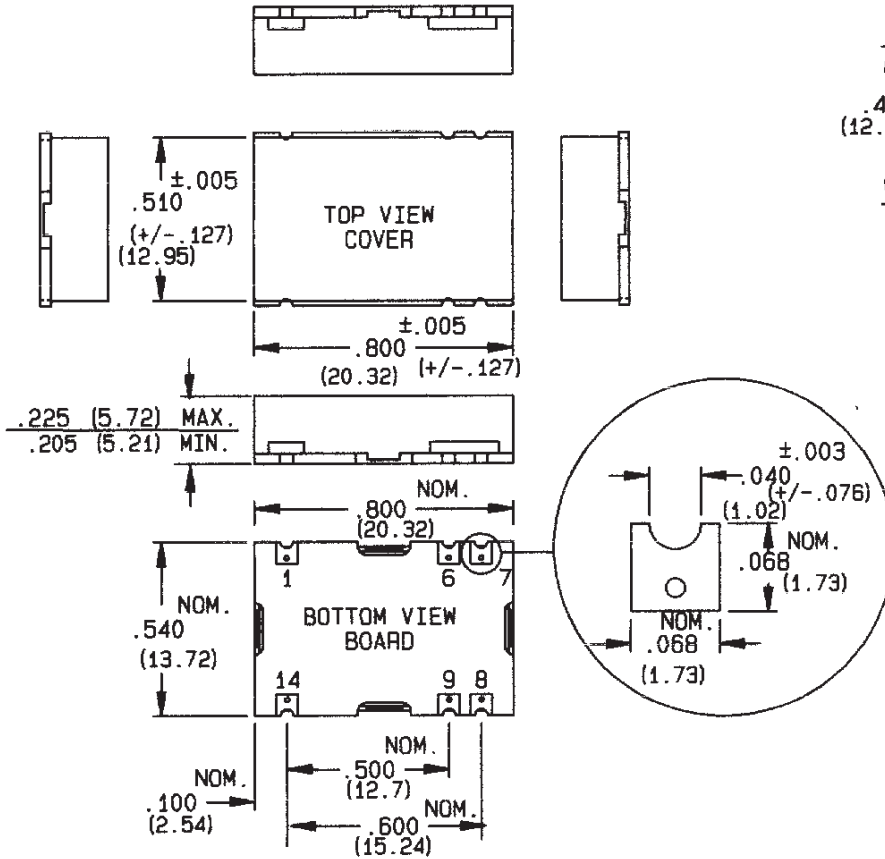 ±.005
.510
(+/-.127)
(12.95)
TOP VIEW
COVER
±.005
.800
(20.32) (+/-.127)
.225 (5.72) MAX.
.205 (5.21) MIN.
NOM.
.800
(20.32)
1 6 7
NOM.
.540
(13.72)
BOTTOM VIEW
BOARD
14 9 8
NOM.
.500
(12.7)
NOM.
.100
(2.54)
NOM.
.600
(15.24)
±.003
.040
(+/-.076)
(1.02)
NOM.
.068
(1.73)
NOM.
.068
(1.73)
.4
(12.